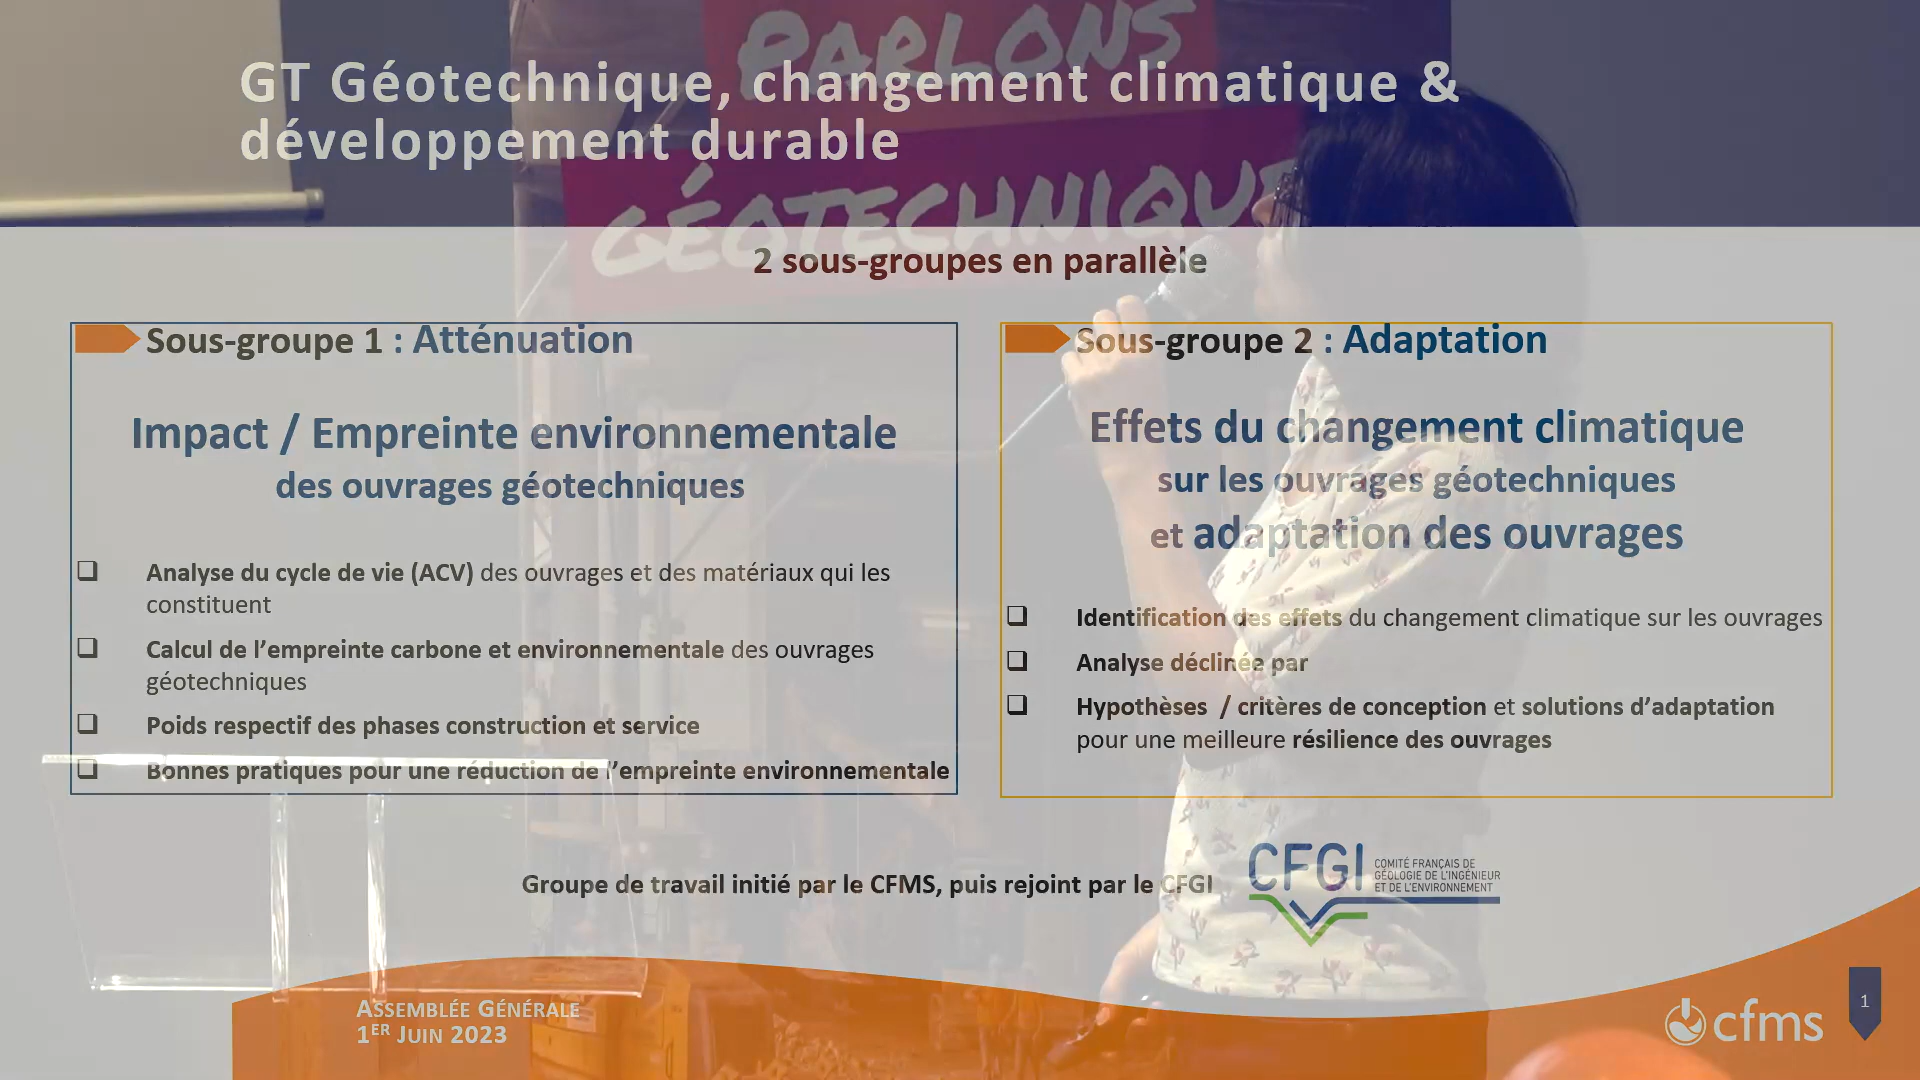 PARLONS
GÉOTECHNIQUE
GT Géotechnique, changement climatique &
développement durable
2 sous-groupes en parallèle
Sous-groupe 1 : Atténuation
Impact / Empreinte environnementale
des ouvrages géotechniques
❑ Analyse du cycle de vie (ACV) des ouvrages et des matériaux qui les
constituent
❑ Calcul de l’empreinte carbone et environnementale des ouvrages
géotechniques
❑ Poids respectif des phases construction et service
❑ Bonnes pratiques pour une réduction de l’empreinte environnementale
Sous-groupe 2 : Adaptation
Effets du changement climatique
sur les ouvrages géotechniques
et adaptation des ouvrages
❑ Identification des effets du changement climatique sur les ouvrages
❑ Analyse déclinée par
❑ Hypothèses / critères de conception et solutions d’adaptation
pour une meilleure résilience des ouvrages
Groupe de travail initié par le CFMS, puis rejoint par le CFGI
CFGI
COMITÉ FRANÇAIS DE
GÉOLOGIE DE L'INGÉNIEUR
ET DE L'ENVIRONNEMENT
ASSEMBLÉE GÉNÉRALE
1ER JUIN 2023
cfms
1